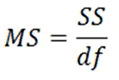 MS = SS / df